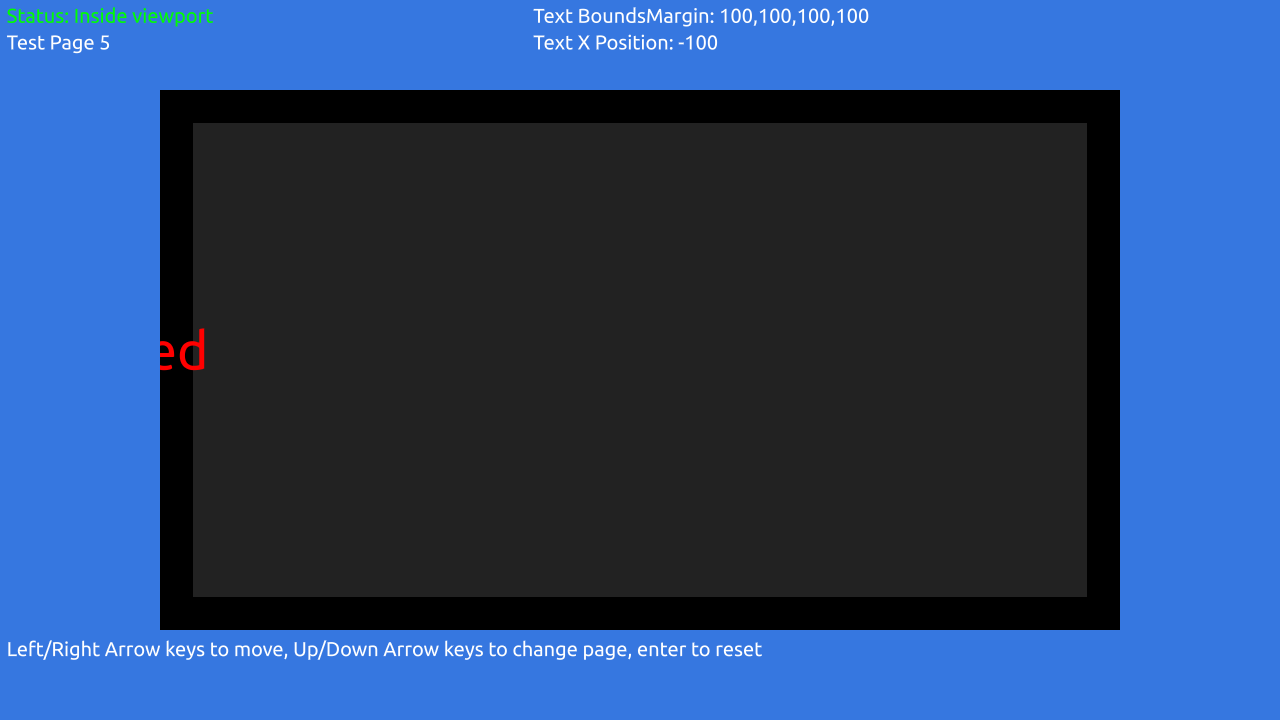 Status: Inside viewport
Test Page 5
Text BoundsMargin: 100,100,100,100
Text X Position: -100
ed
Left/Right Arrow keys to move, Up/Down Arrow keys to change page, enter to reset